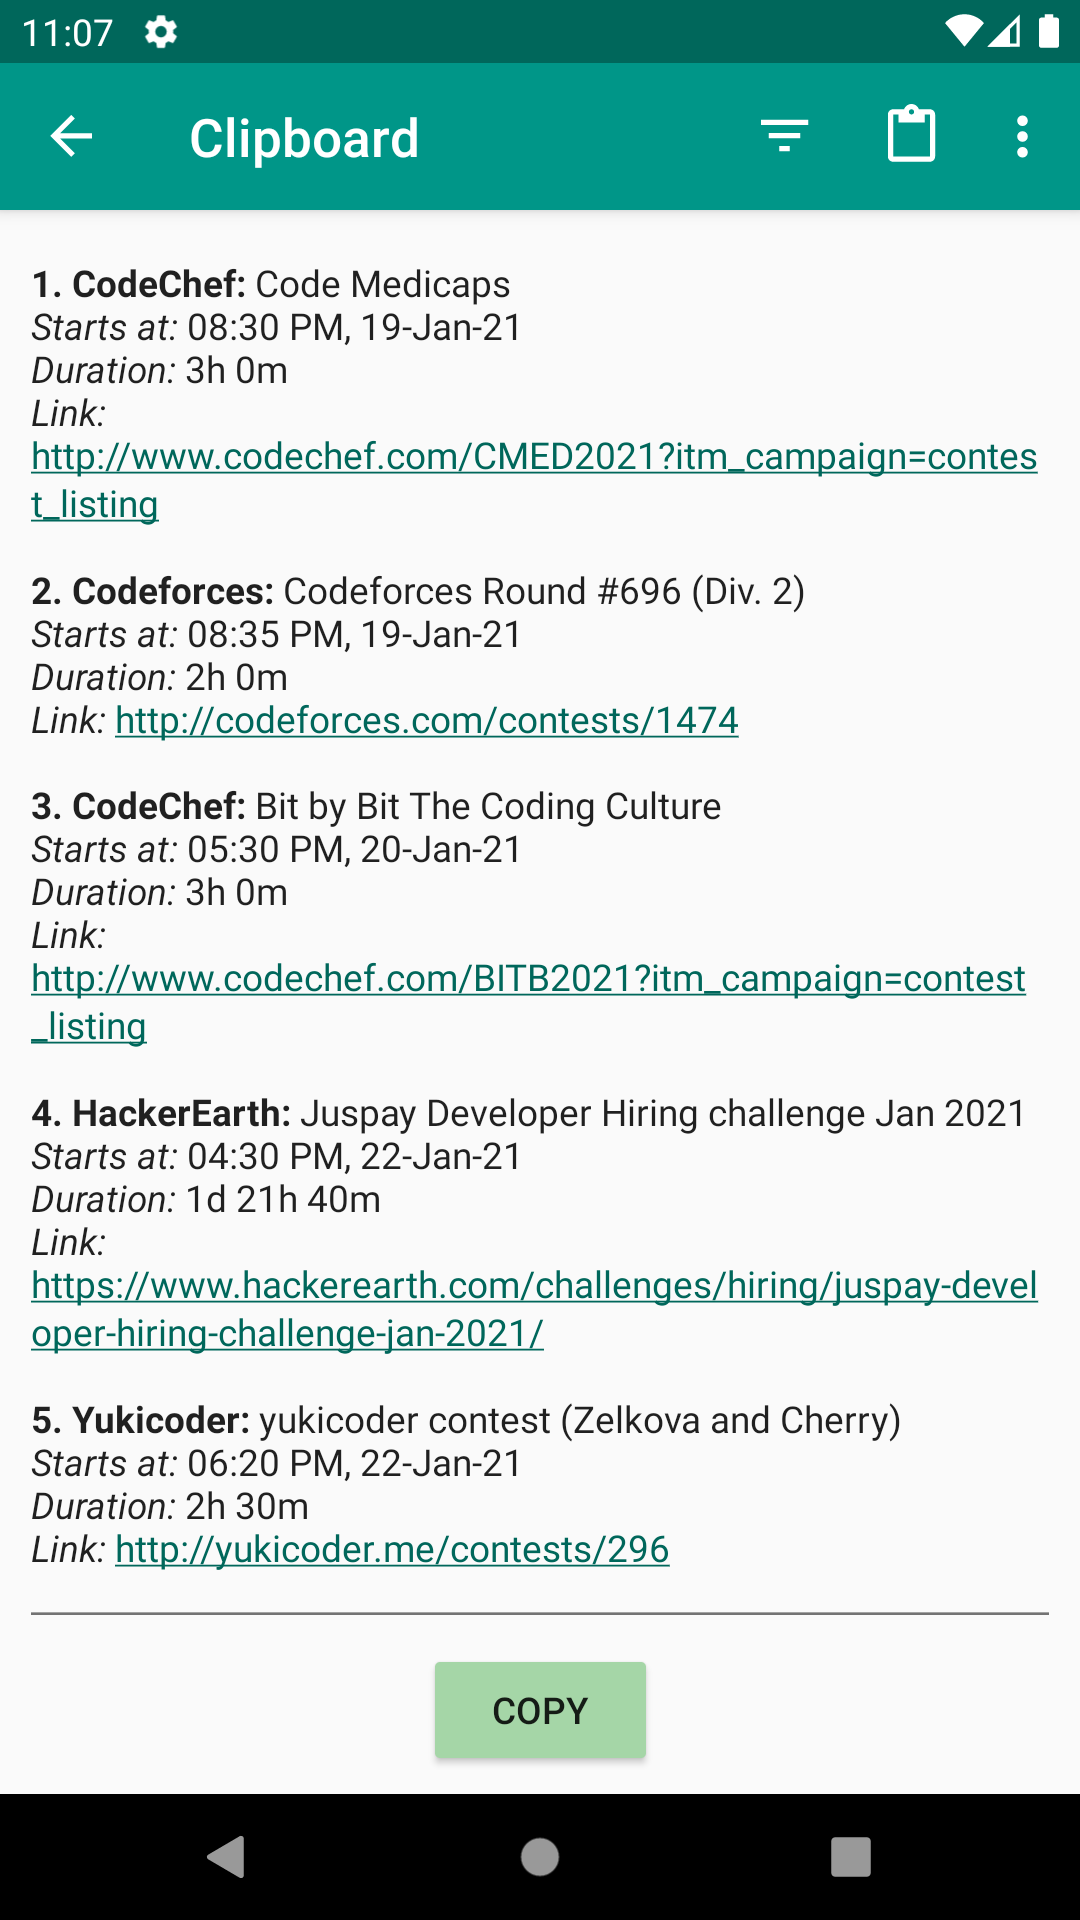 11:07
Clipboard
1. CodeChef: Code Medicaps
Starts at: 08:30 PM, 19-Jan-21
Duration: 3h 0m
Link:
http://www.codechef.com/CMED2021?itm_campaign=contes
t_listing
2. Codeforces: Codeforces Round #696 (Div. 2)
Starts at: 08:35 PM, 19-Jan-21
Duration: 2h 0m
Link: http://codeforces.com/contests/1474
3. CodeChef: Bit by Bit The Coding Culture
Starts at: 05:30 PM, 20-Jan-21
Duration: 3h 0m
Link:
http://www.codechef.com/BITB2021?itm_campaign=contest
_listing
4. HackerEarth: Juspay Developer Hiring challenge Jan 2021
Starts at: 04:30 PM, 22-Jan-21
Duration: 1d 21h 40m
Link:
https://www.hackerearth.com/challenges/hiring/juspay-devel
oper-hiring-challenge-jan-2021/
5. Yukicoder: yukicoder contest (Zelkova and Cherry)
Starts at: 06:20 PM, 22-Jan-21
Duration: 2h 30m
Link: http://yukicoder.me/contests/296
COPY